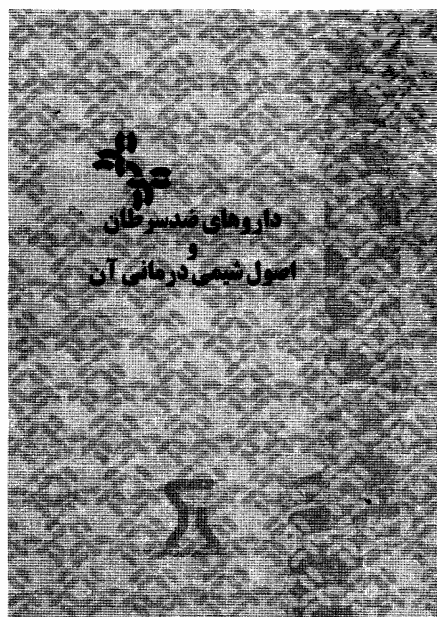 داروهای ضدسرطان
و
اصول شیمی درمانی آن